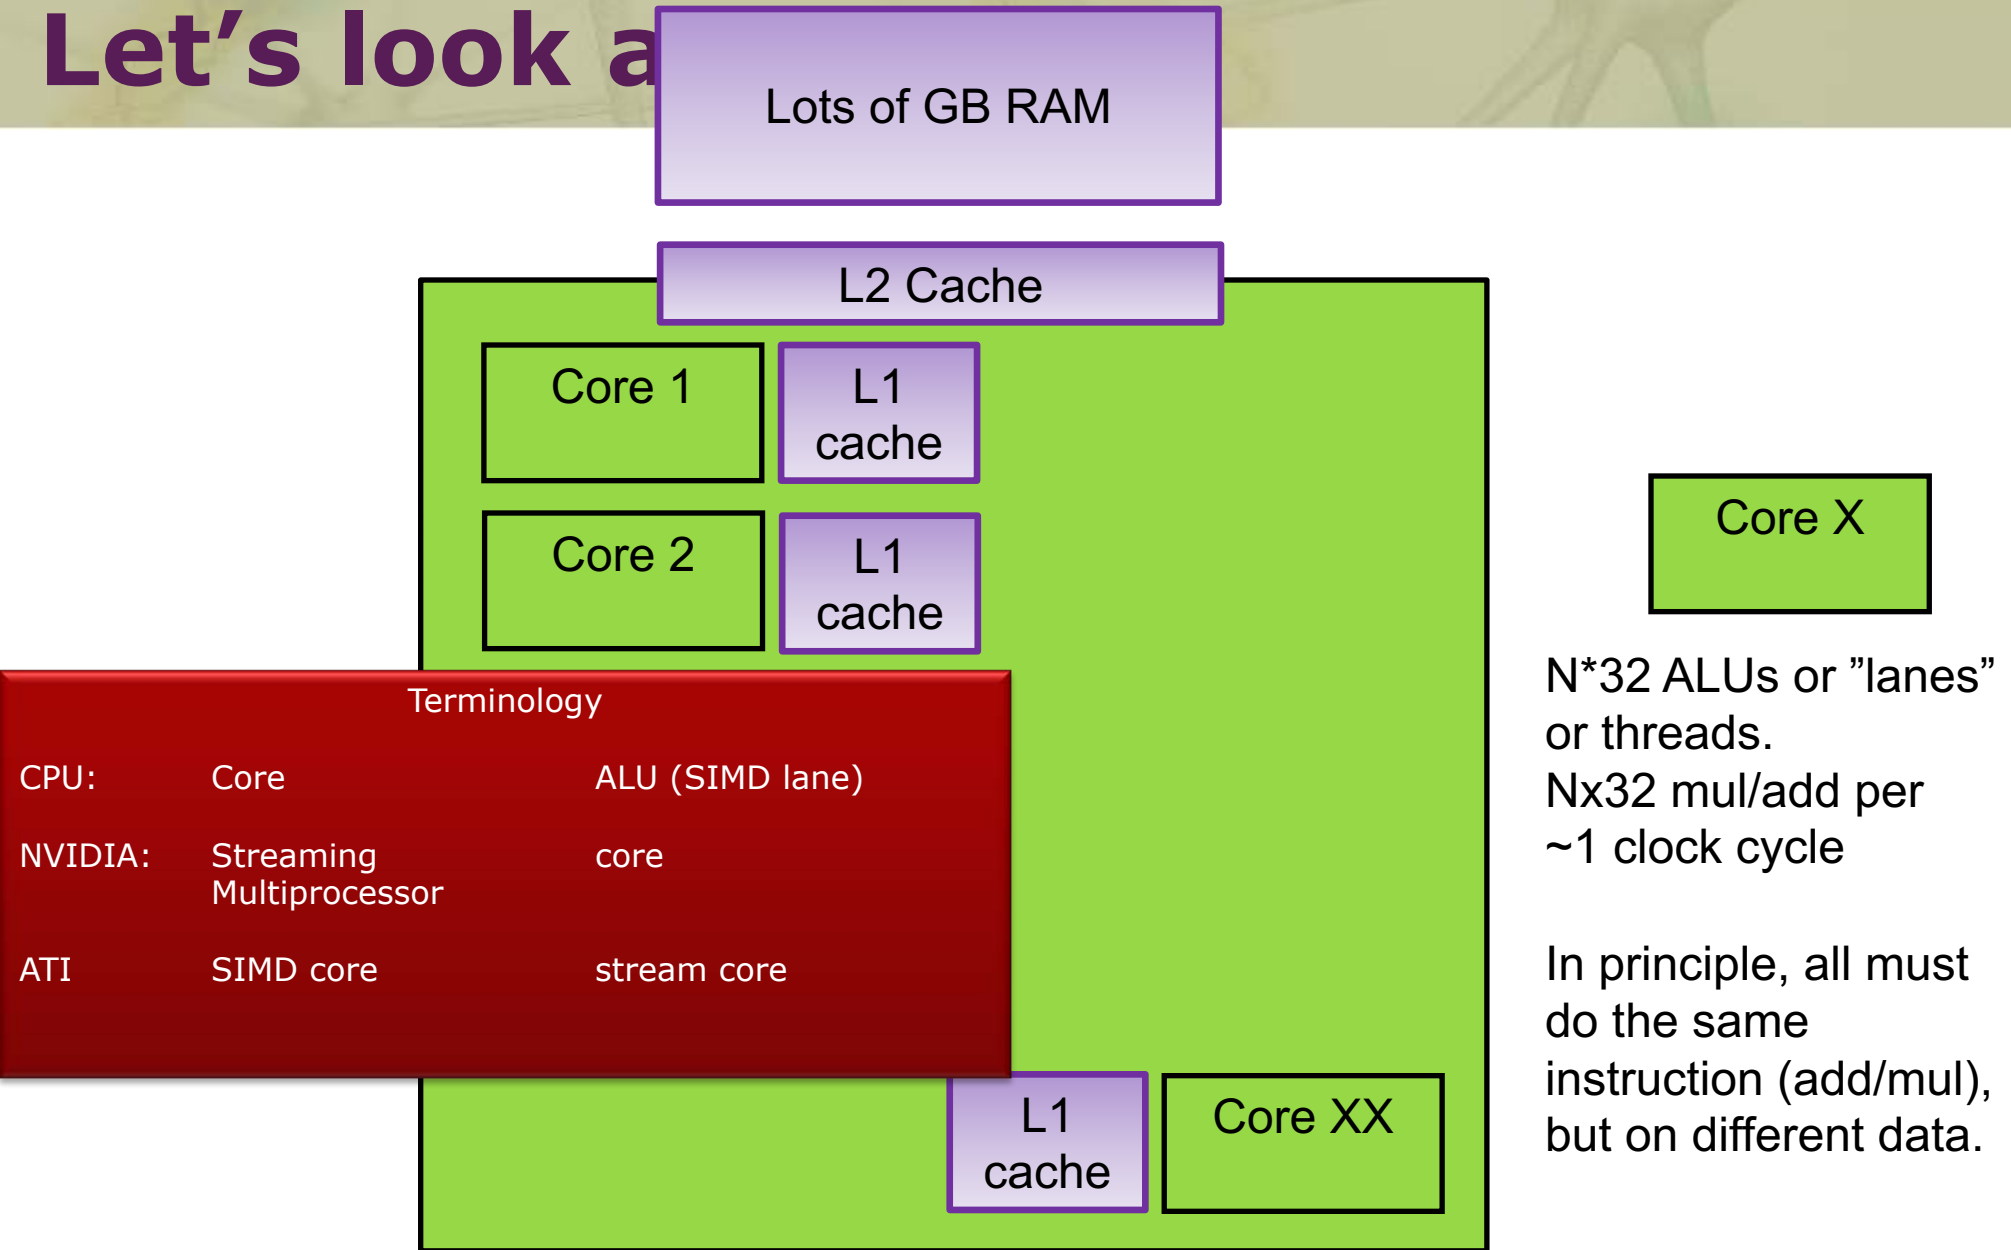 Let’s look a
Lots of GB RAM
L2 Cache
Core 1
L1
cache
Core 2
L1
cache
Core X
N*32 ALUs or ”lanes”
or threads.
Nx32 mul/add per
~1 clock cycle
In principle, all must
do the same
instruction (add/mul),
but on different data.
Terminology
CPU: Core ALU (SIMD lane)
NVIDIA: Streaming core
Multiprocessor
ATI SIMD core stream core
L1
cache
Core XX